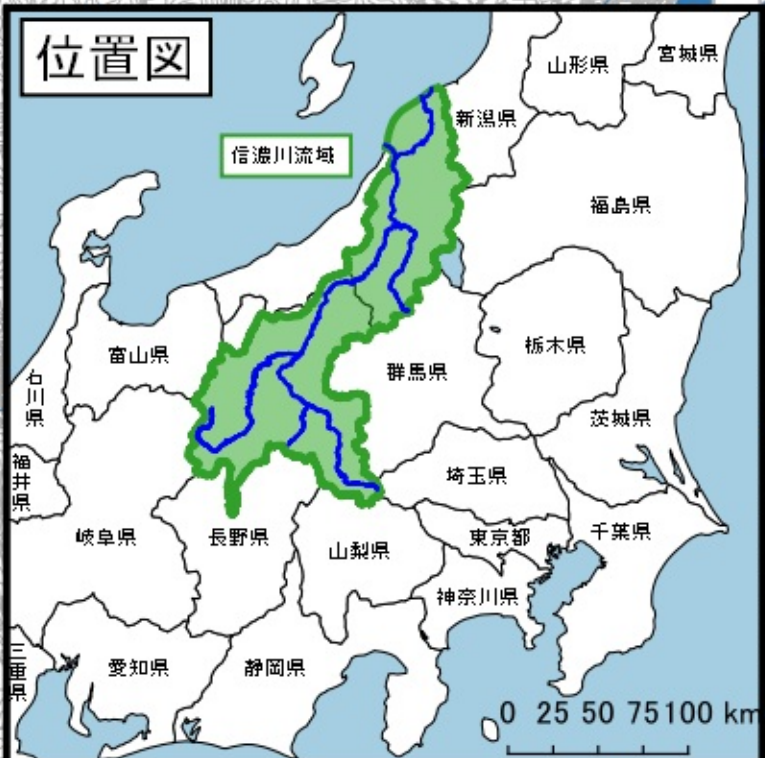 位置図
山形県
宮城県
新潟県
信濃川流域
福島県
富山県
群馬県
栃木県
石川県
茨城県
福井県
埼玉県
岐阜県
長野県
山梨県
東京都
千葉県
神奈川県
三重県
愛知県
静岡県
0 25 50 75 100 km